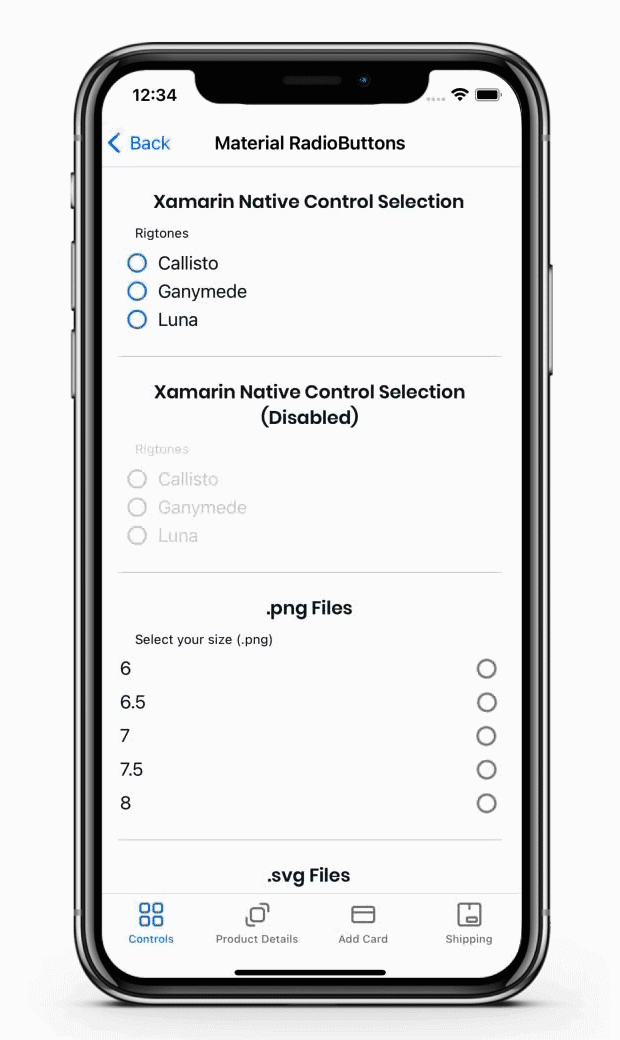 12:34
Back
Material RadioButtons
Xamarin Native Control Selection
Rigtones
Callisto
Ganymede
Luna
Xamarin Native Control Selection
(Disabled)
Rigtones
Callisto
Ganymede
Luna
.png Files
Select your size (.png)
6
6.5
7
7.5
8
.svg Files
Controls
Product Details
Add Card
Shipping